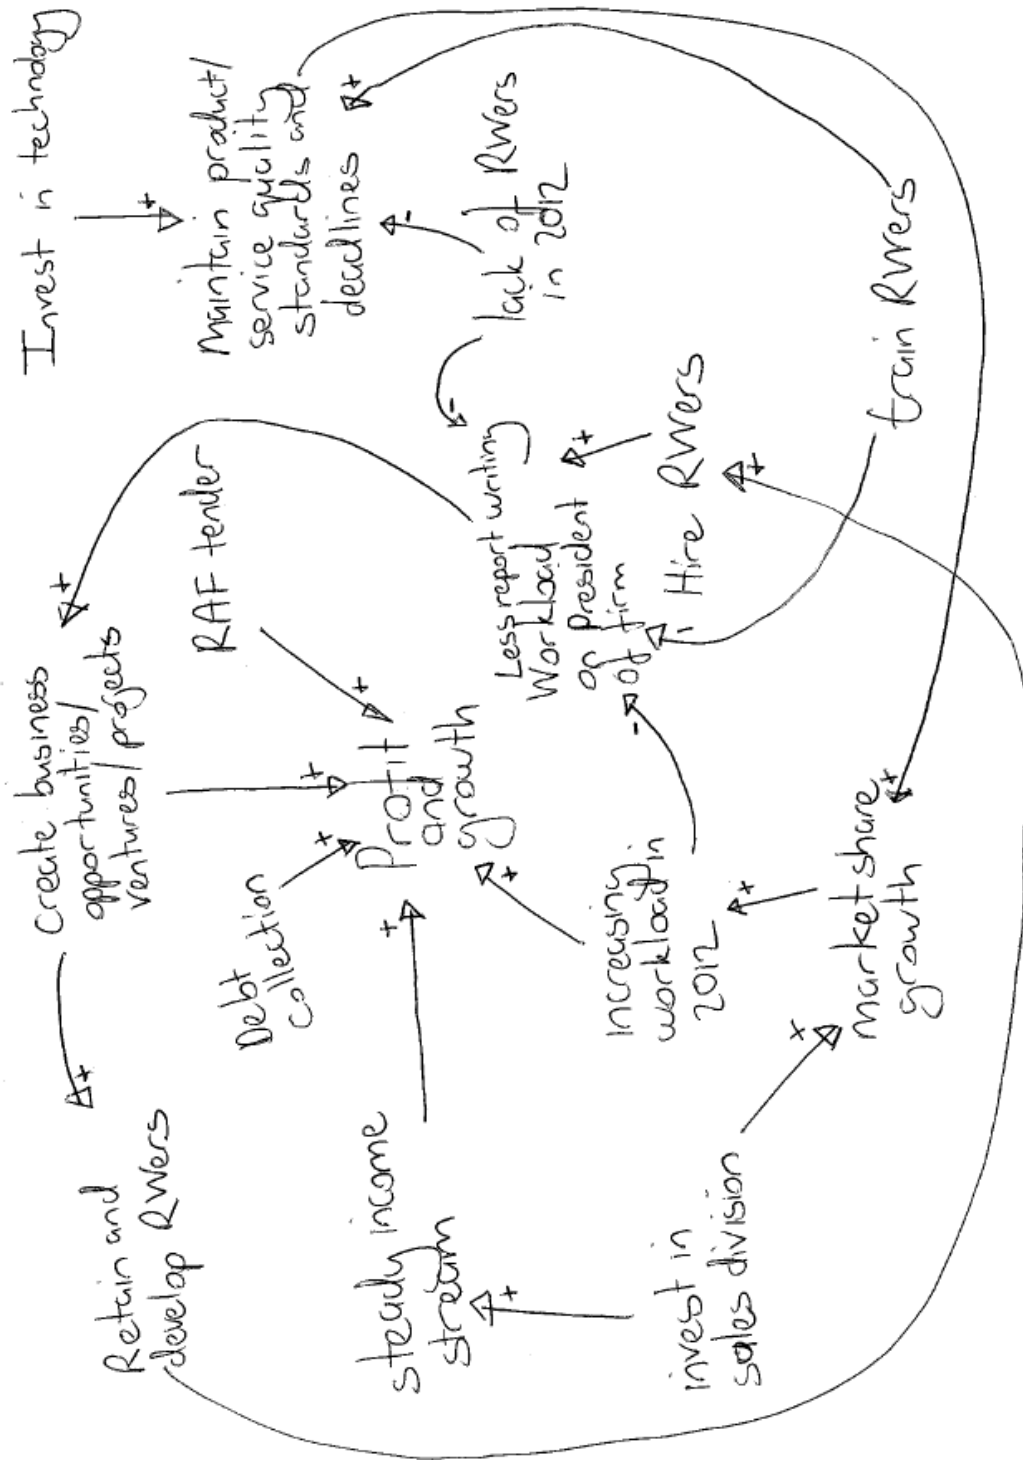 Retain and
develop RWers
+
Create business
opportunities/
ventures/projects
+
Invest in technology
+
Maintain product/
service quality
standards and
deadlines
+
RAF tender
+
+
Debt
collection
+
Profit
and
growth
steady income
stream
+
+
lack of RWers
in 2012
-
-
Less report writing
Workload
on president
of firm
+
-
-
Hire RWers
+
increasing
workload in
2012
+
invest in
sales division
+
market share
growth
+
+
train RWers